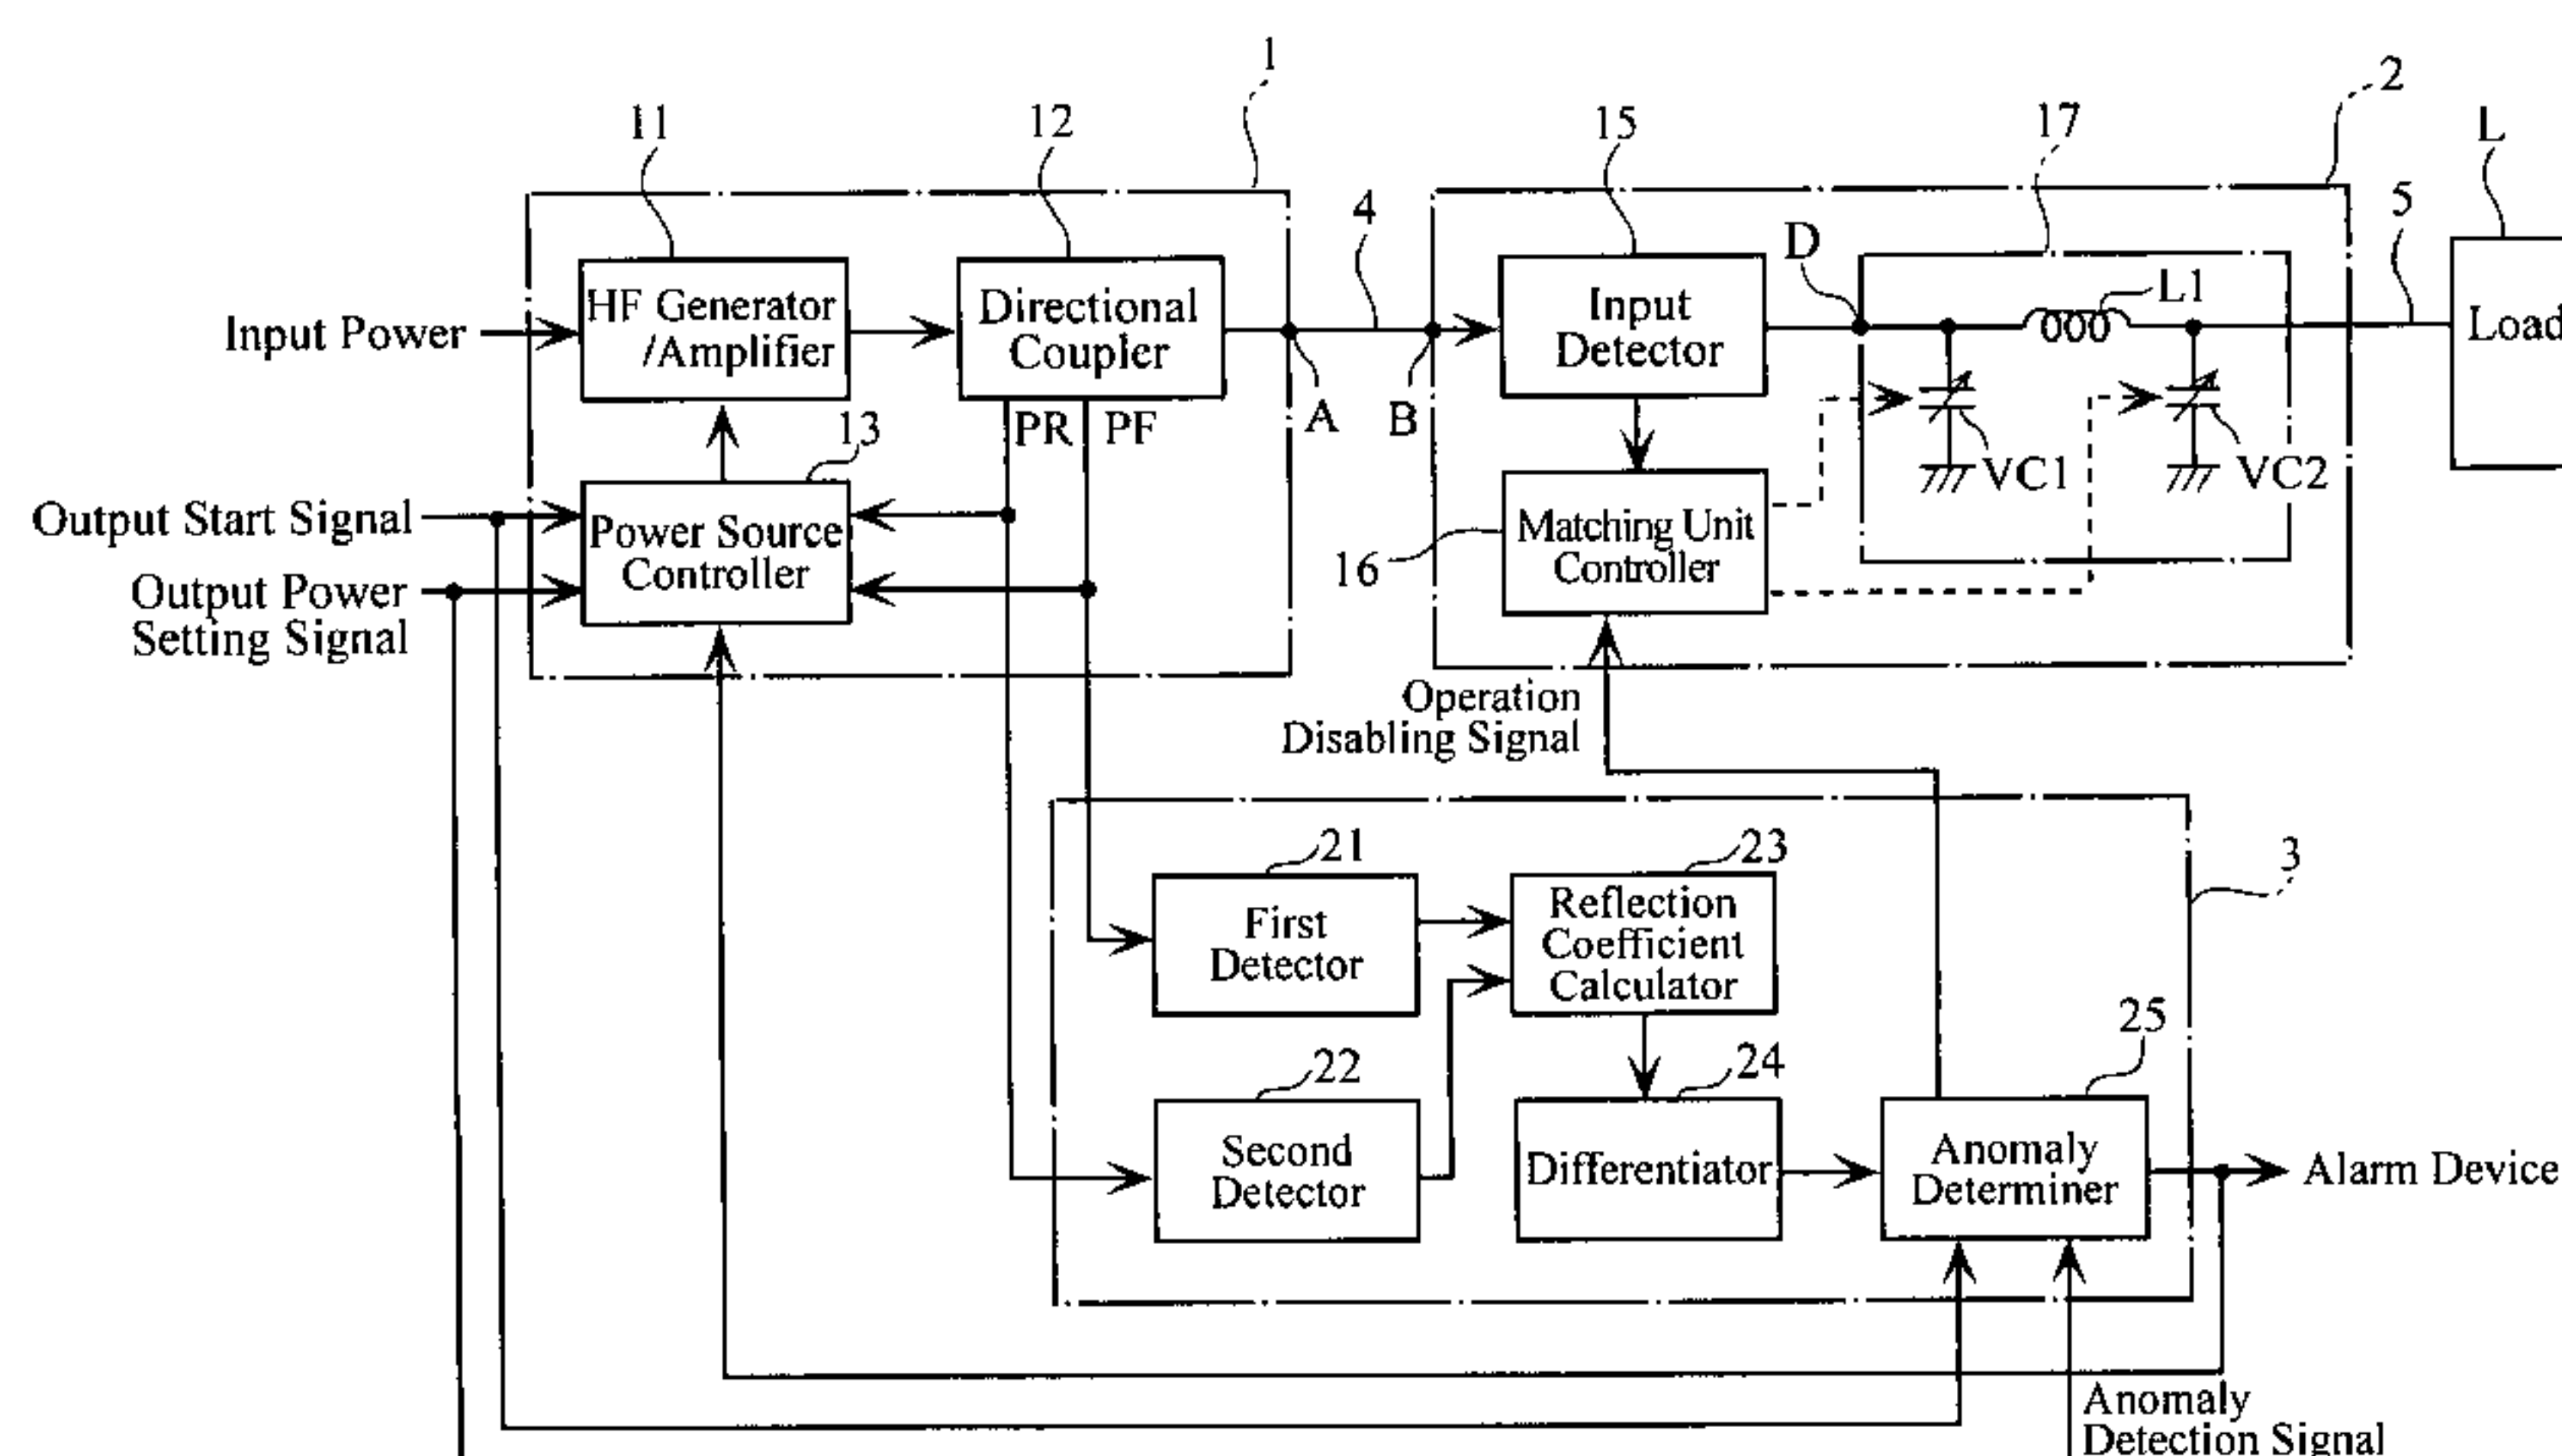 1
2
11
12
15
17
L
4
5
D
HF Generator
/Amplifier
Directional
Coupler
Input
Detector
L1
Load
Input Power
A
B
PR
PF
13
VC1
VC2
Output Start Signal
Power Source
Controller
16
Matching Unit
Controller
Output Power
Setting Signal
Operation
Disabling Signal
21
23
3
First
Detector
Reflection
Coefficient
Calculator
22
24
25
Second
Detector
Differentiator
Anomaly
Determiner
Alarm Device
Anomaly
Detection Signal